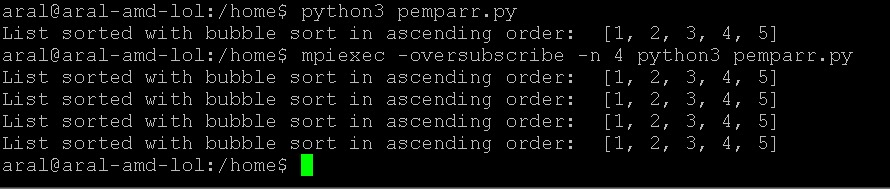 aral@aral-amd-lol:/home$ python3 pemparr.py
List sorted with bubble sort in ascending order:  [1, 2, 3, 4, 5]
aral@aral-amd-lol:/home$ mpiexec -oversubscribe -n 4 python3 pemparr.py
List sorted with bubble sort in ascending order:  [1, 2, 3, 4, 5]
List sorted with bubble sort in ascending order:  [1, 2, 3, 4, 5]
List sorted with bubble sort in ascending order:  [1, 2, 3, 4, 5]
List sorted with bubble sort in ascending order:  [1, 2, 3, 4, 5]
aral@aral-amd-lol:/home$